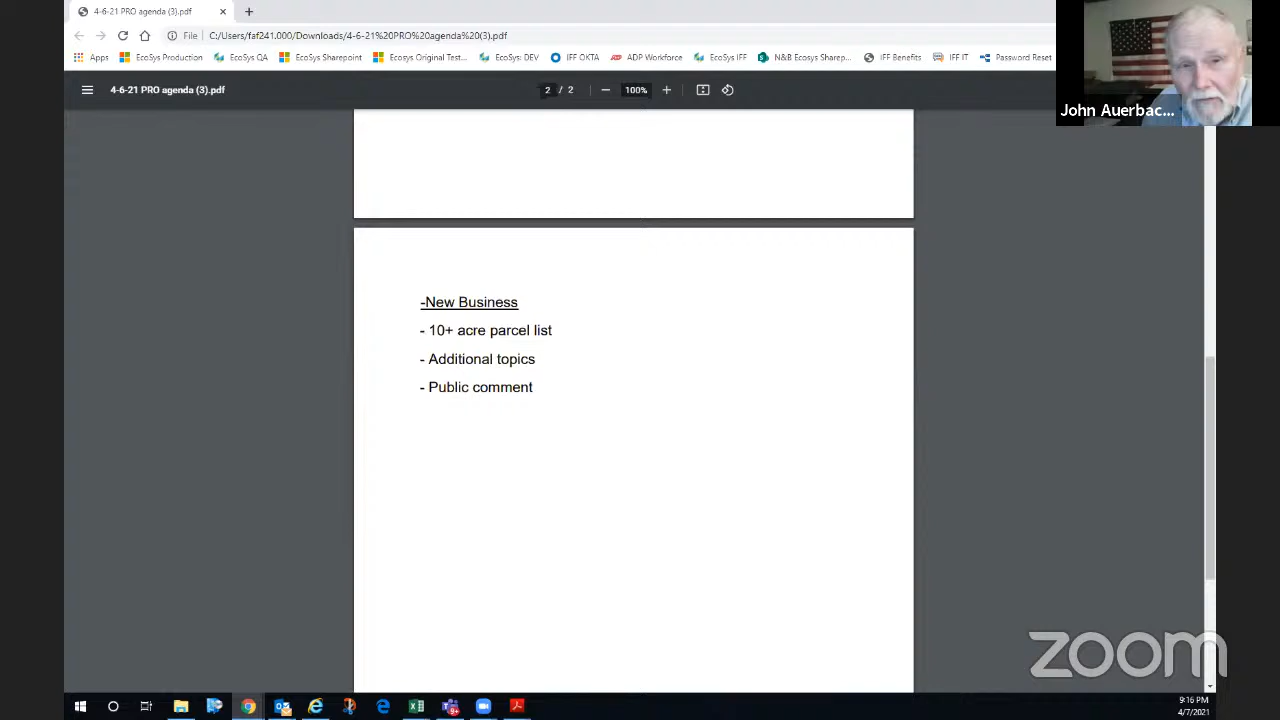 4-6-21 PRO agenda (3).pdf
File
C:/Users/faf241.000/Downloads/4-6-21%20PRO%20agenda%20(3).pdf
Apps EcoSys Production EcoSys QA EcoSys Sharepoint Ecosys Original Test... EcoSys: DEV IFF OKTA ADP Workforce EcoSys IFF N&B Ecosys Sharep... IFF Benefits IFF IT Password Reset
4-6-21 PRO agenda (3).pdf
2 / 2
100%
John Auerbac...
-New Business
- 10+ acre parcel list
- Additional topics
- Public comment
zoom
9:16 PM
4/7/2021